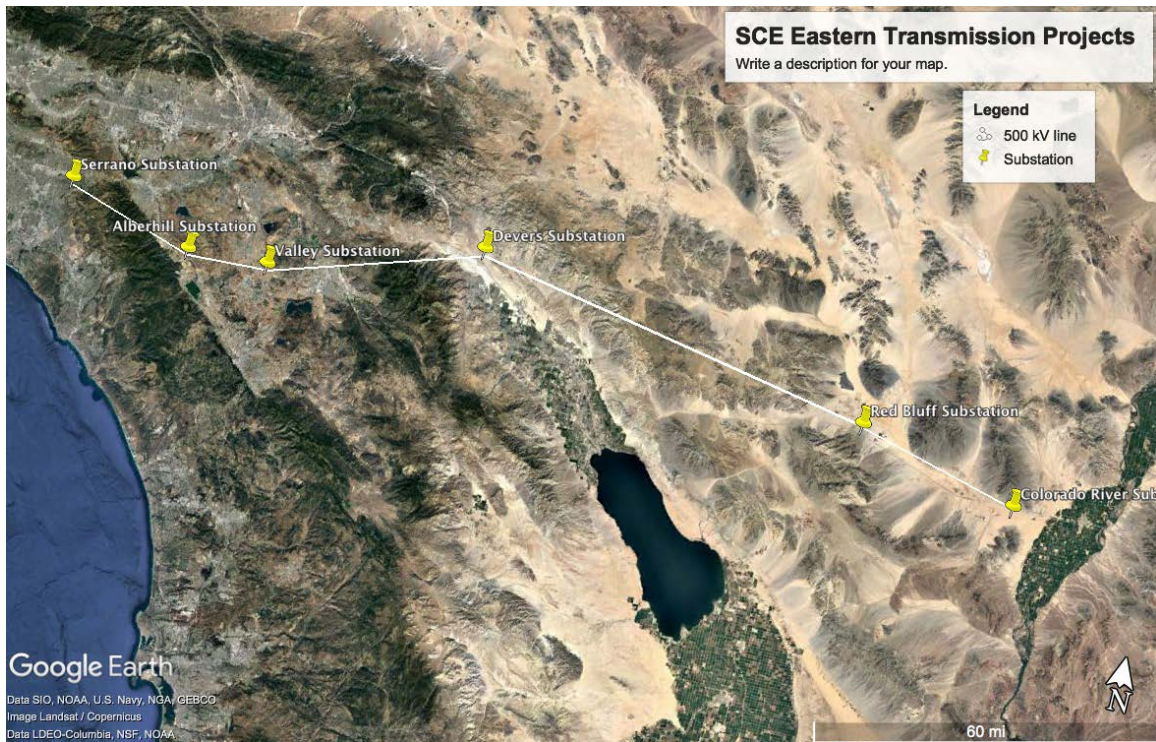 SCE Eastern Transmission Projects
Write a description for your map.
Legend
500 kV line
Substation
Serrano Substation
Alberhill Substation
Valley Substation
Devers Substation
Red Bluff Substation
Colorado River Sub
Google Earth
Data SIO, NOAA, U.S. Navy, NGA, GEBCO
Image Landsat / Copernicus
Data LDEO-Columbia, NSF, NOAA
60 mi
N